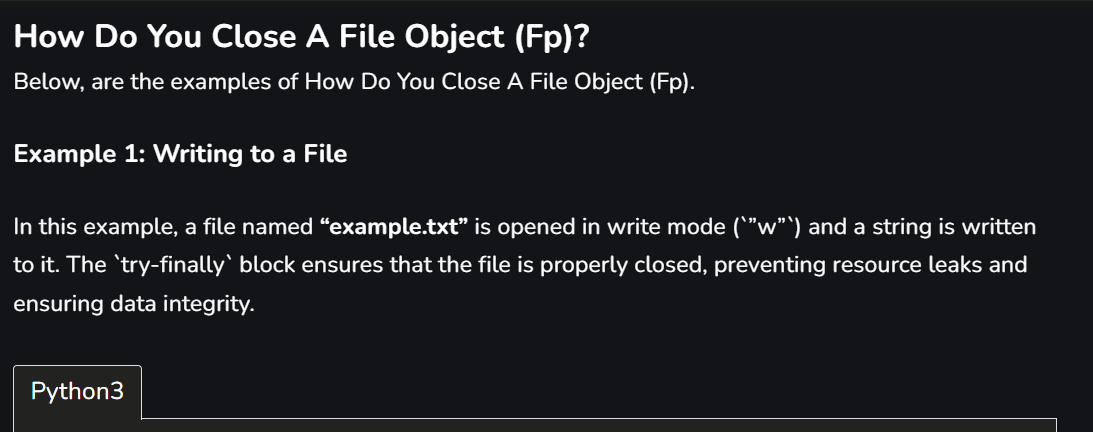 How Do You Close A File Object (Fp)?
Below, are the examples of How Do You Close A File Object (Fp).
Example 1: Writing to a File
In this example, a file named “example.txt” is opened in write mode (`”w”`) and a string is written
to it. The `try-finally` block ensures that the file is properly closed, preventing resource leaks and
ensuring data integrity.
Python3